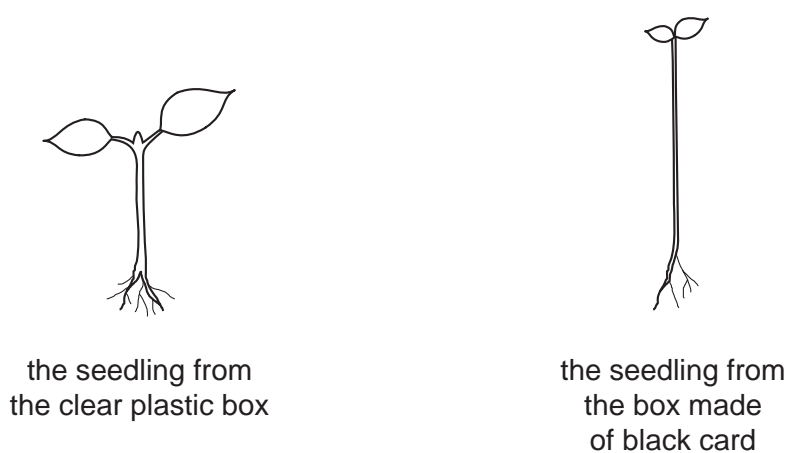 the seedling from
the clear plastic box
the seedling from
the box made
of black card